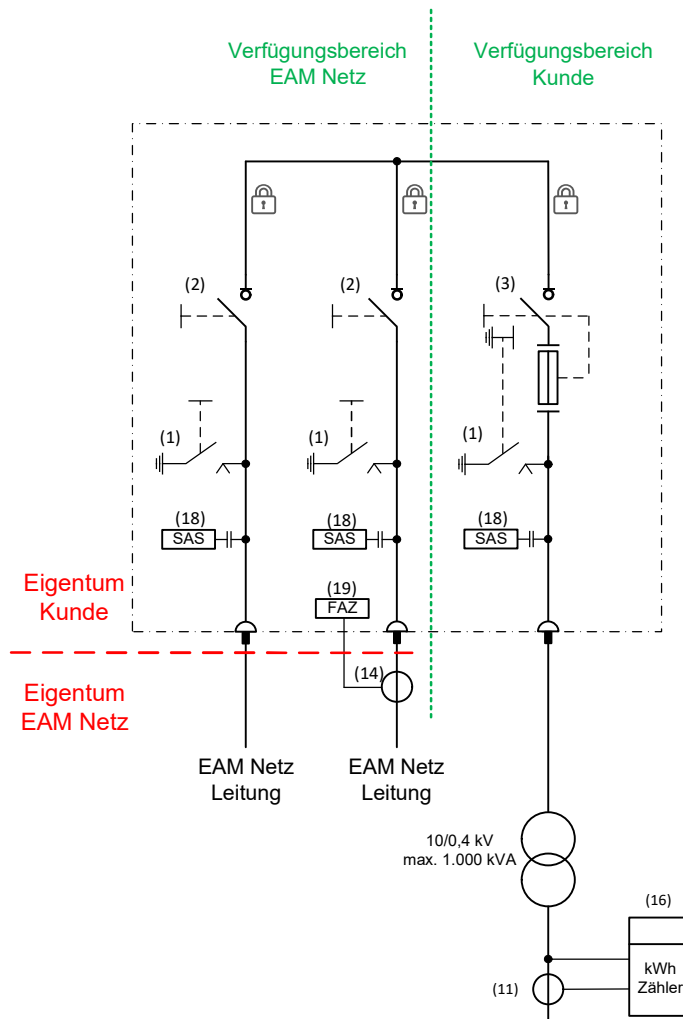 Verfügungsbereich
EAM Netz
Verfügungsbereich
Kunde
(2)
(2)
(3)
(1)
(1)
(1)
(18)
SAS
(18)
SAS
(18)
SAS
Eigentum
Kunde
(19)
FAZ
Eigentum
EAM Netz
(14)
EAM Netz
Leitung
EAM Netz
Leitung
10/0,4 kV
max. 1.000 kVA
(16)
kWh
Zähler
(11)